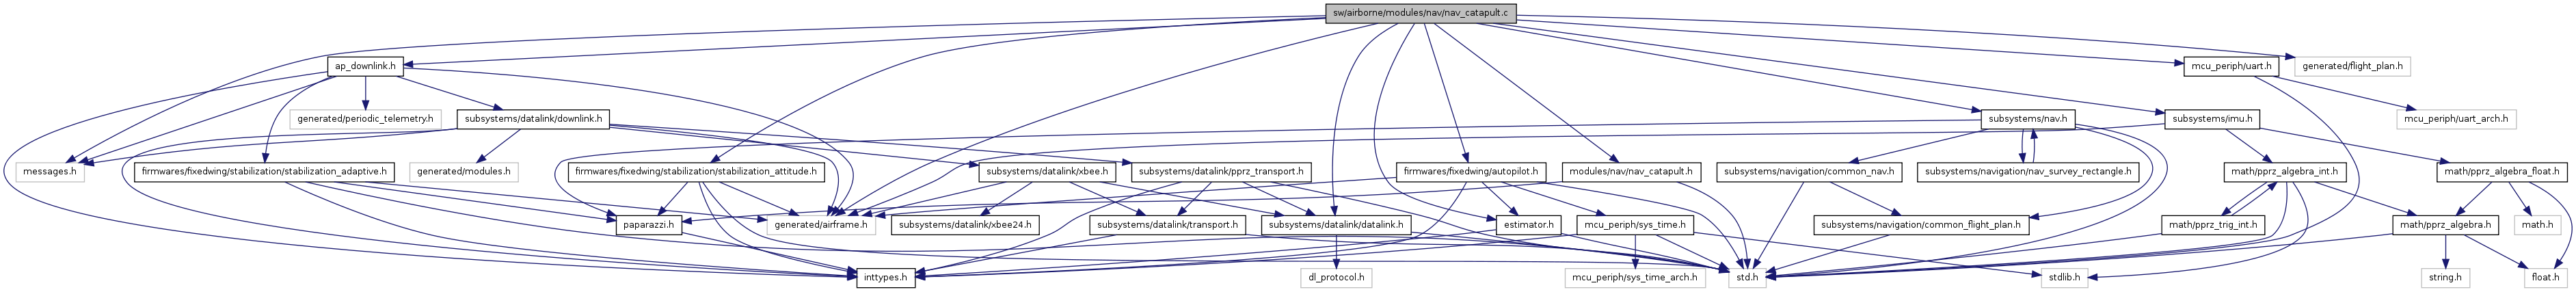 sw/airborne/modules/nav/nav_catapult.c
ap_downlink.h
mcu_periph/uart.h
generated/flight_plan.h
generated/periodic_telemetry.h
subsystems/datalink/downlink.h
subsystems/nav.h
subsystems/imu.h
mcu_periph/uart_arch.h
messages.h
firmwares/fixedwing/stabilization/stabilization_adaptive.h
generated/modules.h
firmwares/fixedwing/stabilization/stabilization_attitude.h
subsystems/datalink/xbee.h
subsystems/datalink/pprz_transport.h
firmwares/fixedwing/autopilot.h
modules/nav/nav_catapult.h
subsystems/navigation/common_nav.h
subsystems/navigation/nav_survey_rectangle.h
math/pprz_algebra_int.h
math/pprz_algebra_float.h
paparazzi.h
generated/airframe.h
subsystems/datalink/xbee24.h
subsystems/datalink/transport.h
subsystems/datalink/datalink.h
estimator.h
mcu_periph/sys_time.h
subsystems/navigation/common_flight_plan.h
math/pprz_trig_int.h
math/pprz_algebra.h
math.h
inttypes.h
dl_protocol.h
mcu_periph/sys_time_arch.h
std.h
stdlib.h
string.h
float.h